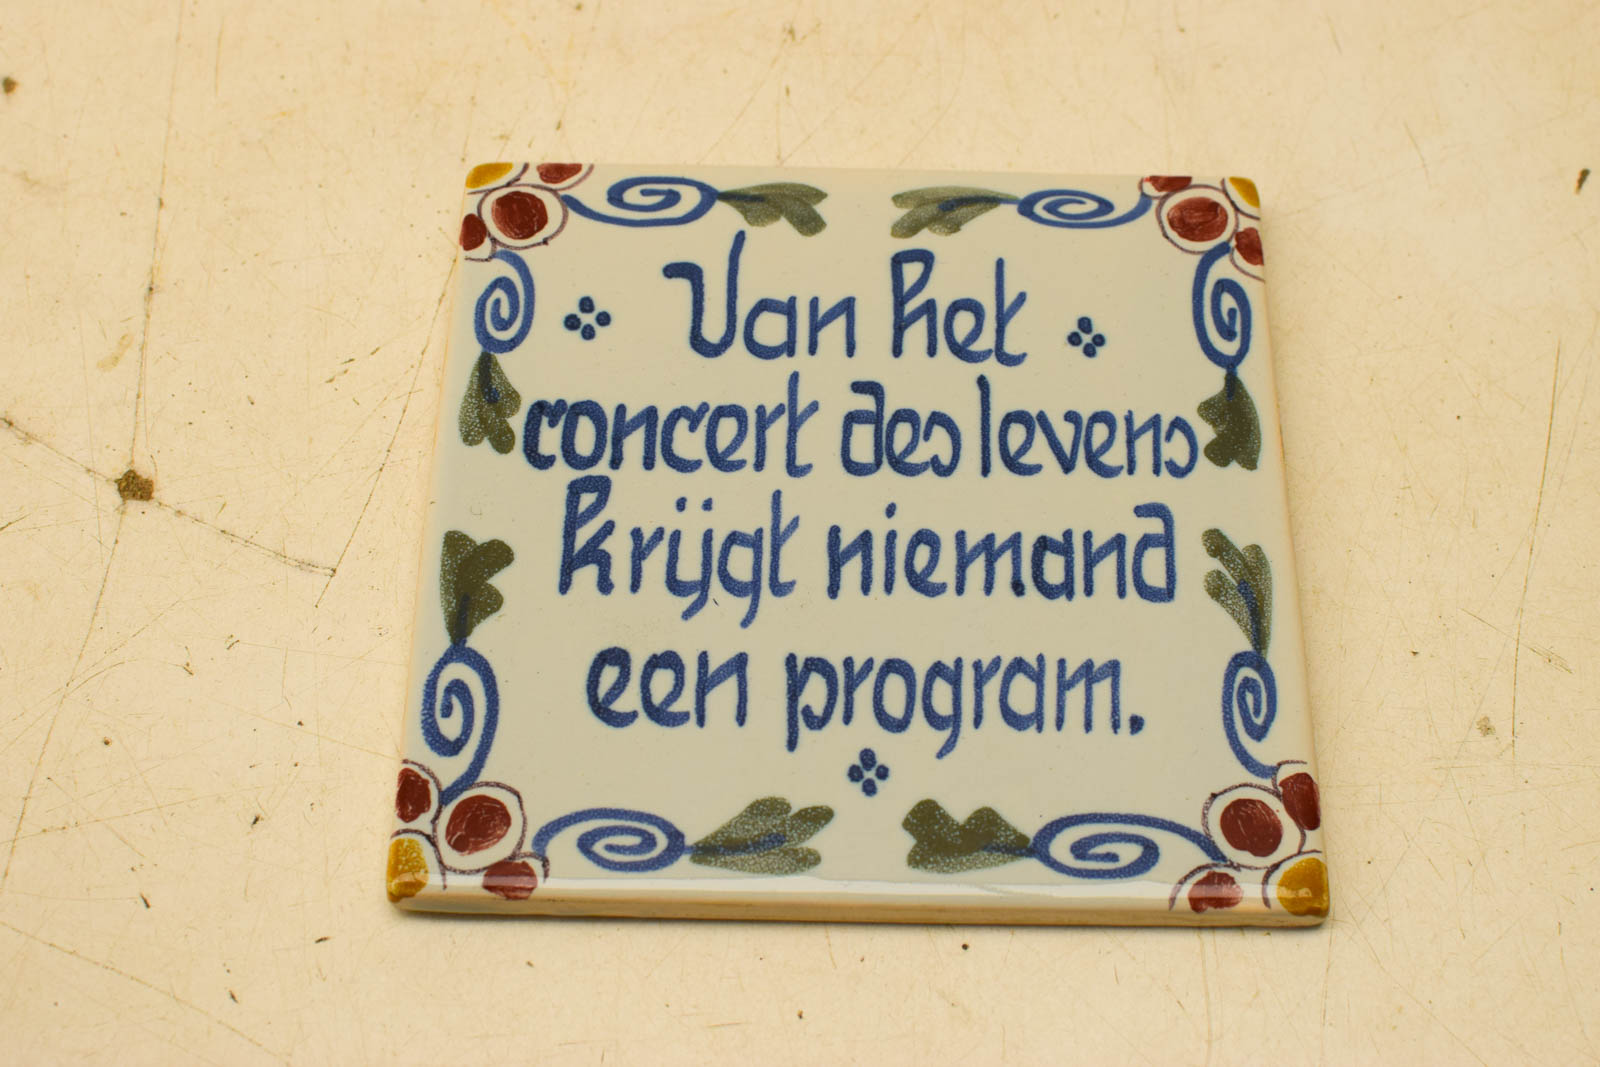 Van het
concert des levens
krijgt niemand
een program.